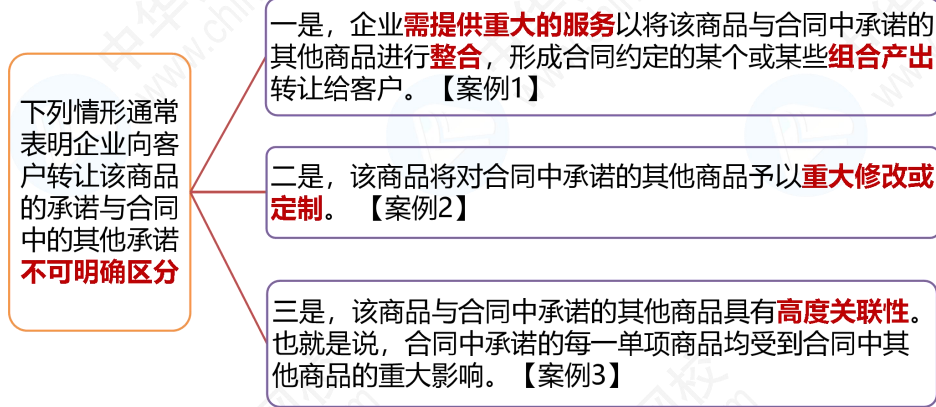 下列情形通常
表明企业向客
户转让该商品
的承诺与合同
中的其他承诺
不可明确区分
一是，企业需提供重大的服务以将该商品与合同中承诺的
其他商品进行整合，形成合同约定的某个或某些组合产出
转让给客户。【案例1】
二是，该商品将对合同中承诺的其他商品予以重大修改或
定制。【案例2】
三是，该商品与合同中承诺的其他商品具有高度关联性。
也就是说，合同中承诺的每一单项商品均受到合同中其
他商品的重大影响。【案例3】